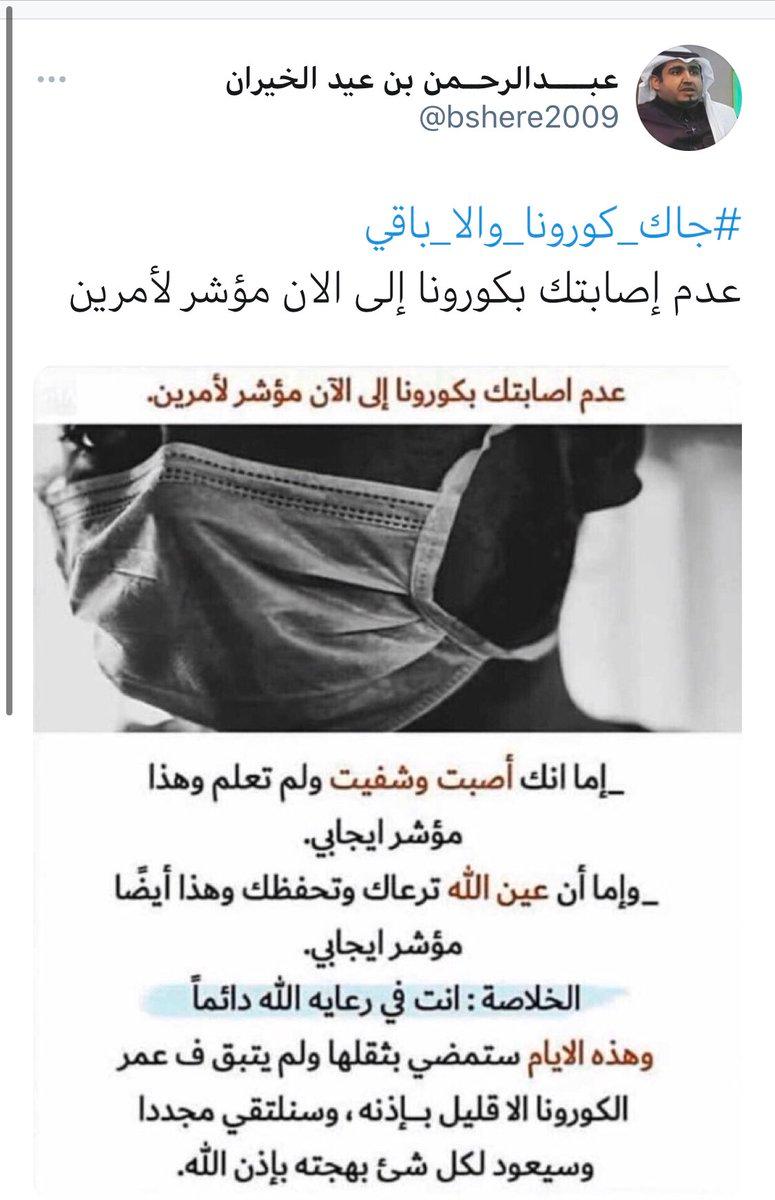 عبـــدالرحـمن بن عيد الخيران
@bshere2009
#جاك_كورونا_والا_باقي
عدم إصابتك بكورونا إلى الان مؤشر لأمرين
عدم اصابتك بكورونا إلى الآن مؤشر لأمرين.
_إما انك أصبت وشفيت ولم تعلم وهذا
مؤشر ايجابي.
_وإما أن عين الله ترعاك وتحفظك وهذا أيضًا
مؤشر ايجابي.
الخلاصة : انت في رعايه الله دائماً
وهذه الايام ستمضي بثقلها ولم يتبق ف عمر
الكورونا الا قليل بـإذنه ، وسنلتقي مجددا
وسيعود لكل شئ بهجته بإذن الله.